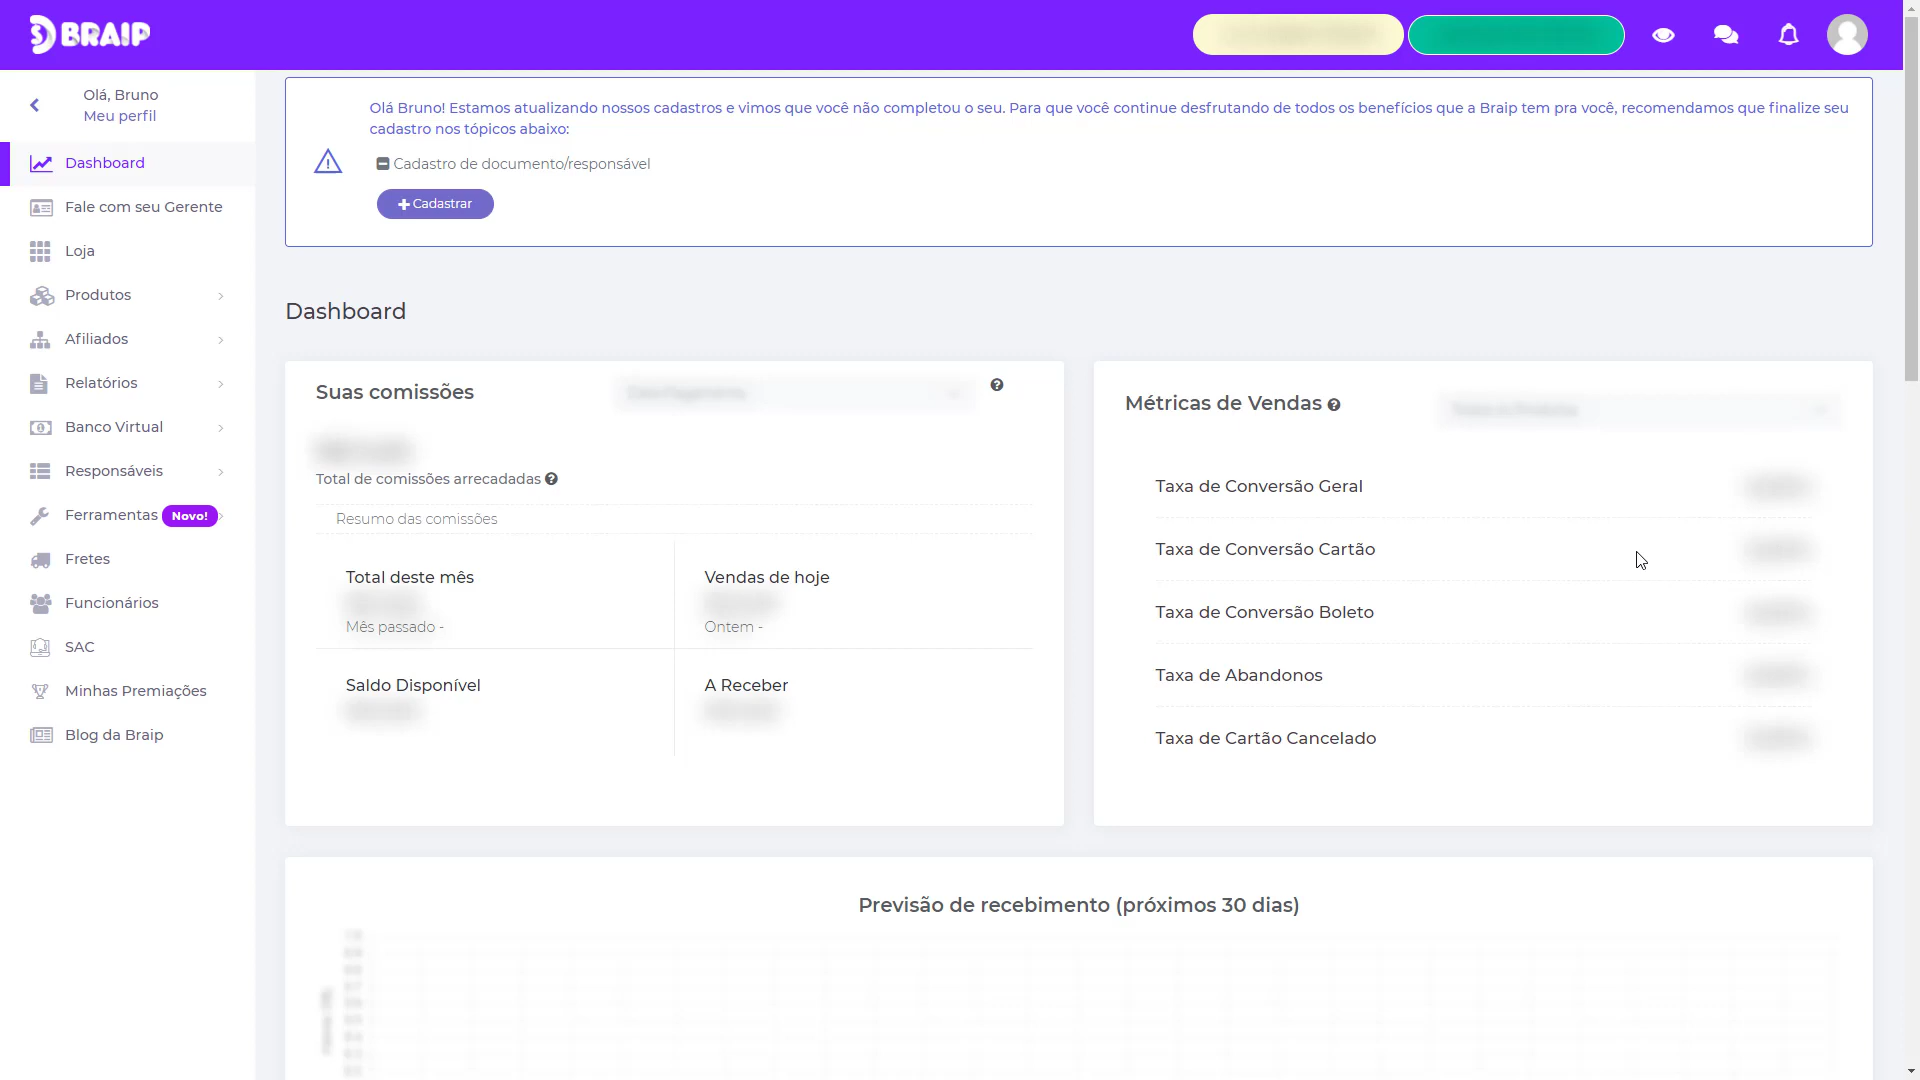 BRAIP
Olá, Bruno
Meu perfil
Dashboard
Fale com seu Gerente
Loja
Produtos
Afiliados
Relatórios
Banco Virtual
Responsáveis
Ferramentas Novo!
Fretes
Funcionários
SAC
Minhas Premiações
Blog da Braip
Olá Bruno! Estamos atualizando nossos cadastros e vimos que você não completou o seu. Para que você continue desfrutando de todos os benefícios que a Braip tem pra você, recomendamos que finalize seu
cadastro nos tópicos abaixo:
Cadastro de documento/responsável
Cadastrar
Dashboard
Suas comissões
Total de comissões arrecadadas
Resumo das comissões
Total deste mês
Mês passado -
Vendas de hoje
Ontem -
Saldo Disponível
A Receber
Métricas de Vendas
Taxa de Conversão Geral
Taxa de Conversão Cartão
Taxa de Conversão Boleto
Taxa de Abandonos
Taxa de Cartão Cancelado
Previsão de recebimento (próximos 30 dias)